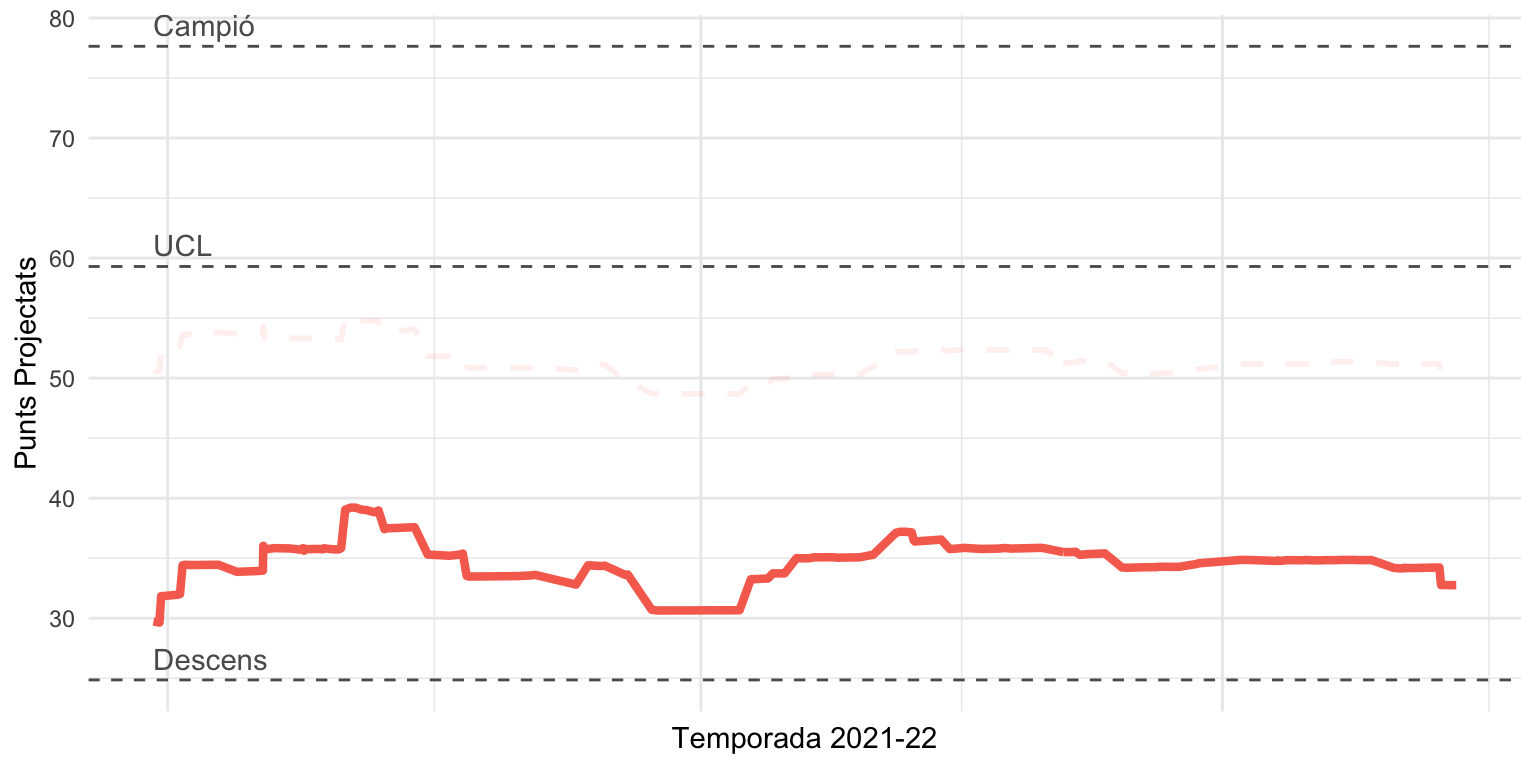 80
Campió
70
60
UCL
50
40
30
Descens
Punts Projectats
Temporada 2021-22